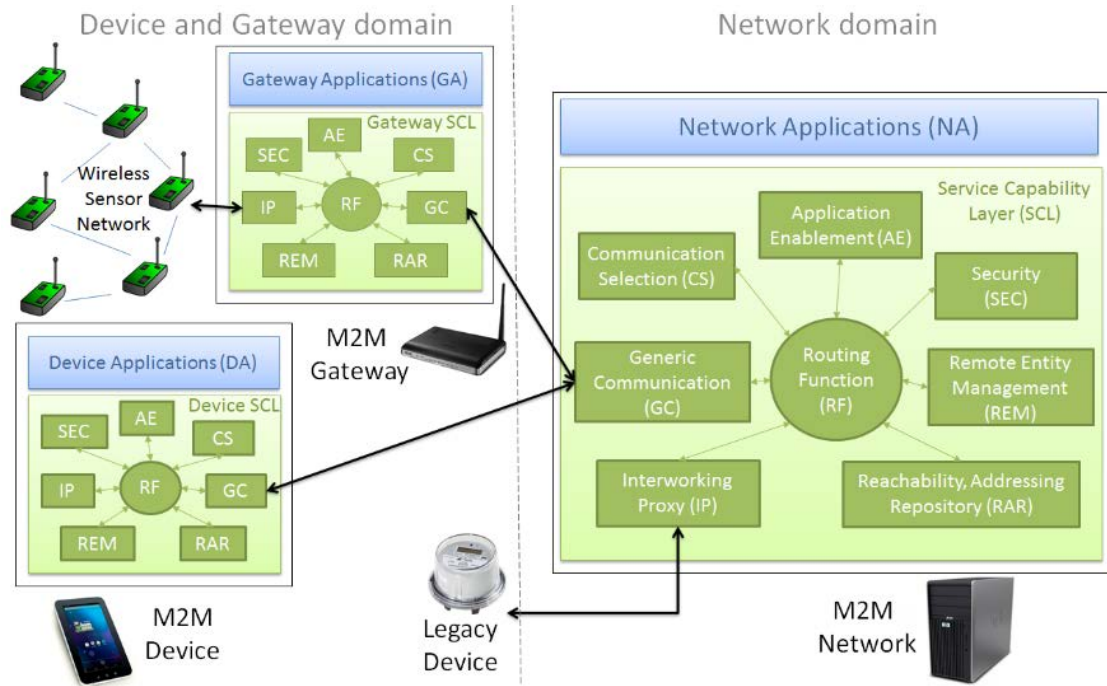 Device and Gateway domain
Network domain
Gateway Applications (GA)
Gateway SCL
AE
SEC
CS
IP
RF
GC
REM
RAR
Wireless
Sensor
Network
M2M
Gateway
Device Applications (DA)
Device SCL
AE
SEC
CS
IP
RF
GC
REM
RAR
M2M
Device
Legacy
Device
Network Applications (NA)
Service Capability
Layer (SCL)
Application
Enablement (AE)
Communication
Selection (CS)
Security
(SEC)
Generic
Communication
(GC)
Routing
Function
(RF)
Remote Entity
Management
(REM)
Interworking
Proxy (IP)
Reachability, Addressing
Repository (RAR)
M2M
Network